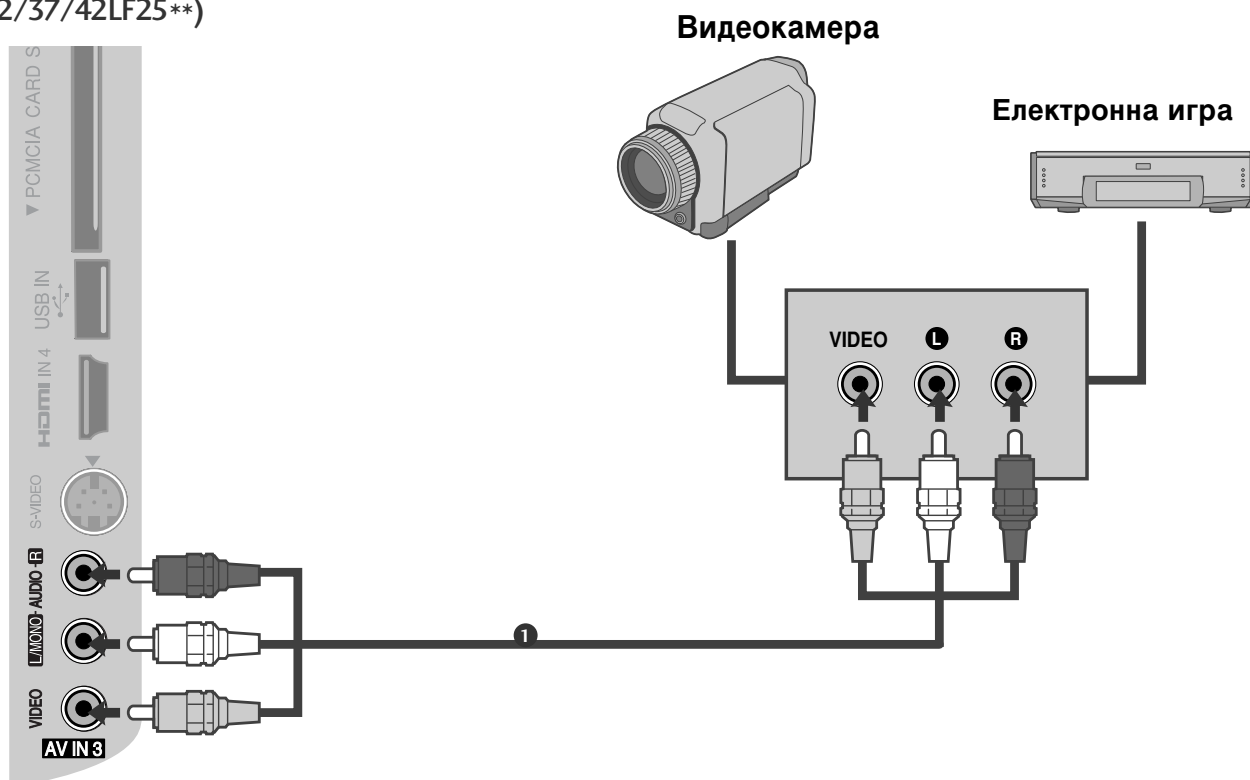 2/37/42LF25**)
Видеокамера
Електронна игра
▼ PCMCIA CARD S
USB IN
HDMI IN 4
S-VIDEO
L/MONO - AUDIO - R
VIDEO
AV IN 3
VIDEO L R
1